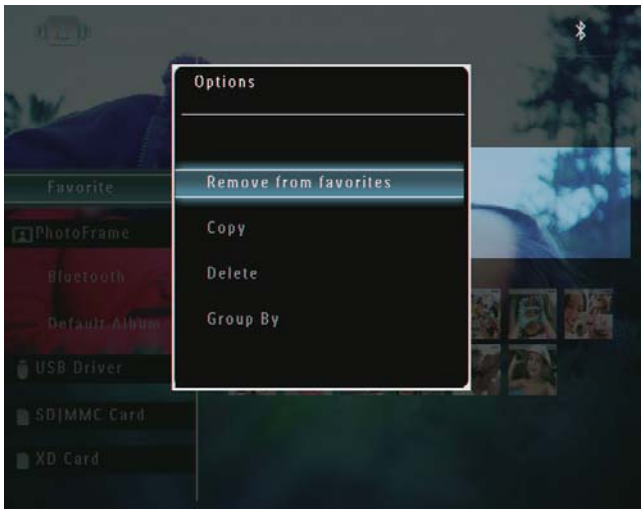 Options
Remove from favorites
Copy
Delete
Group By
Favorite
PhotoFrame
Bluetooth
Default Album
USB Driver
SD|MMC Card
XD Card